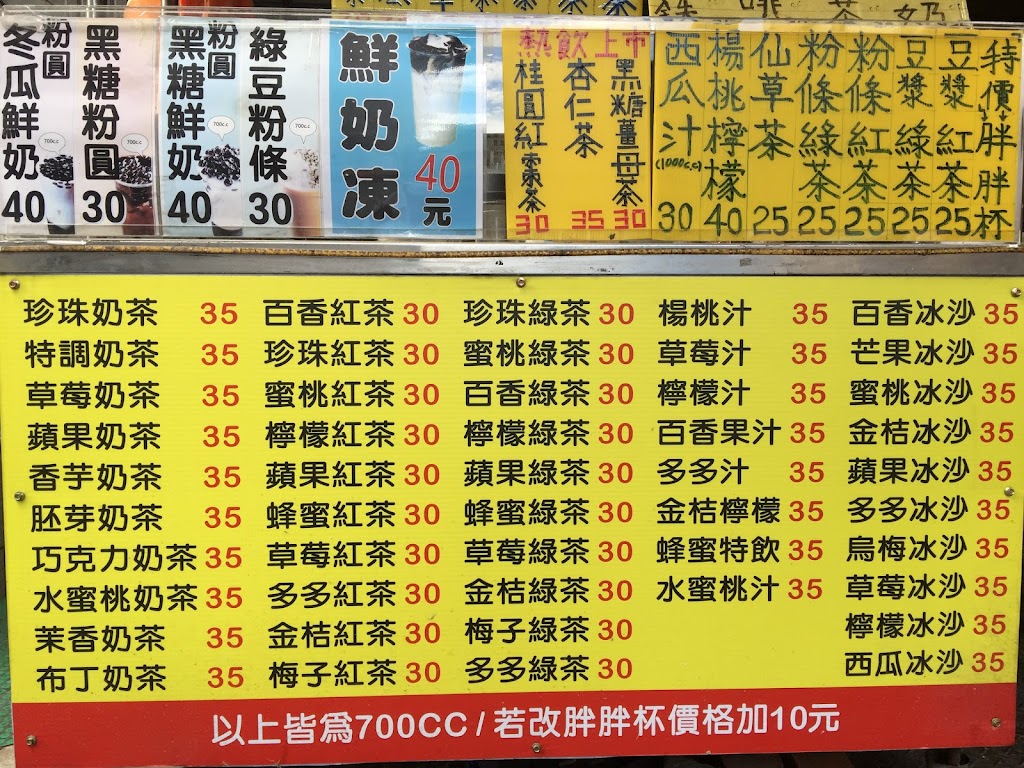 粉圓
冬瓜鮮奶
40
黑糖粉圓
700c.c
30
粉圓
黑糖鮮奶
700c.c
40
綠豆粉條
700c.c
30
鮮奶凍
40元
熱飲上市
桂圓紅棗茶
30
杏仁茶
35
黑糖薑母茶
30
西瓜汁
(1000c.c)
30
楊桃檸檬
40
仙草茶
25
粉條綠茶
25
粉條紅茶
25
豆漿綠茶
25
豆漿紅茶
25
特價→胖胖杯
珍珠奶茶 35
特調奶茶 35
草莓奶茶 35
蘋果奶茶 35
香芋奶茶 35
胚芽奶茶 35
巧克力奶茶 35
水蜜桃奶茶 35
茉香奶茶 35
布丁奶茶 35
百香紅茶 30
珍珠紅茶 30
蜜桃紅茶 30
檸檬紅茶 30
蘋果紅茶 30
蜂蜜紅茶 30
草莓紅茶 30
多多紅茶 30
金桔紅茶 30
梅子紅茶 30
珍珠綠茶 30
蜜桃綠茶 30
百香綠茶 30
檸檬綠茶 30
蘋果綠茶 30
蜂蜜綠茶 30
草莓綠茶 30
金桔綠茶 30
梅子綠茶 30
多多綠茶 30
楊桃汁 35
草莓汁 35
檸檬汁 35
百香果汁 35
多多汁 35
金桔檸檬 35
蜂蜜特飲 35
水蜜桃汁 35
百香冰沙 35
芒果冰沙 35
蜜桃冰沙 35
金桔冰沙 35
蘋果冰沙 35
多多冰沙 35
烏梅冰沙 35
草莓冰沙 35
檸檬冰沙 35
西瓜冰沙 35
以上皆為700CC / 若改胖胖杯價格加10元